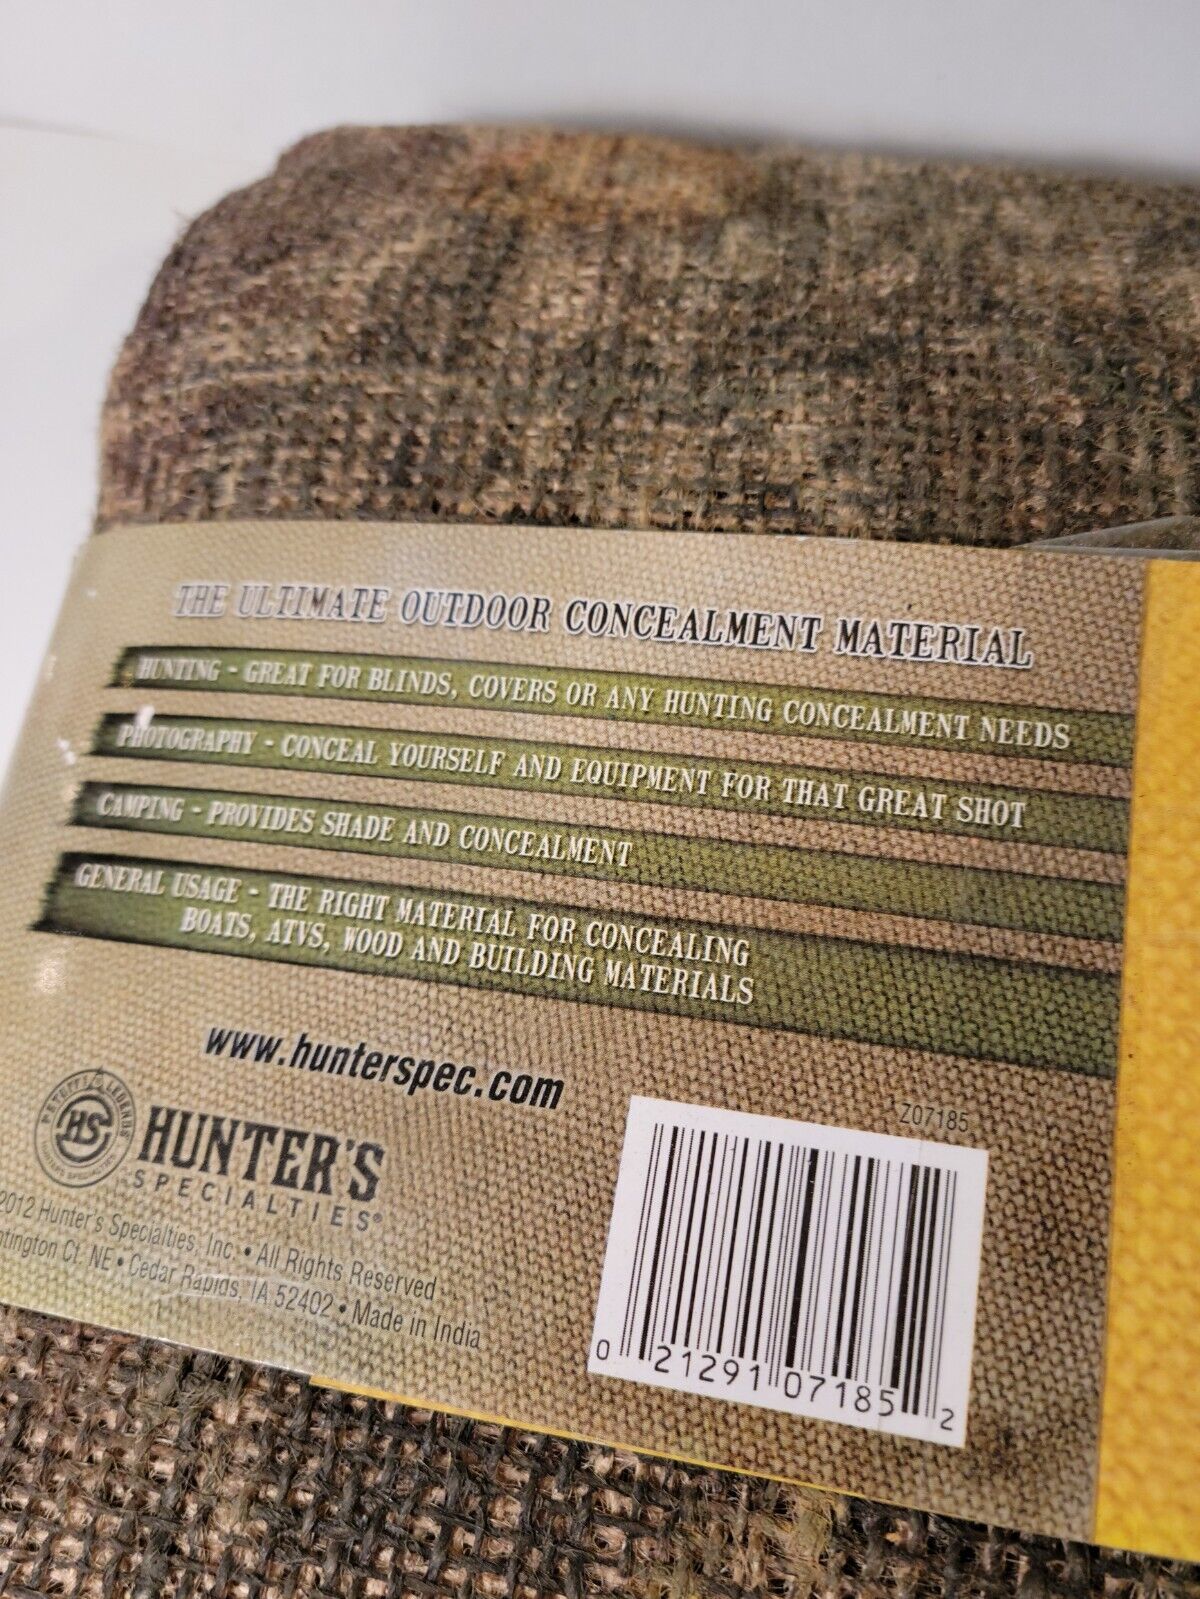 THE ULTIMATE OUTDOOR CONCEALMENT MATERIAL
HUNTING - GREAT FOR BLINDS, COVERS OR ANY HUNTING CONCEALMENT NEEDS
PHOTOGRAPHY - CONCEAL YOURSELF AND EQUIPMENT FOR THAT GREAT SHOT
CAMPING - PROVIDES SHADE AND CONCEALMENT
GENERAL USAGE - THE RIGHT MATERIAL FOR CONCEALING
BOATS, ATVS, WOOD AND BUILDING MATERIALS
www.hunterspec.com
Z07185
HS
HUNTER'S
SPECIALTIES®
2012 Hunter's Specialties, Inc. • All Rights Reserved
Ct. NE • Cedar Rapids, IA 52402 • Made in India
0 21291 07185 2